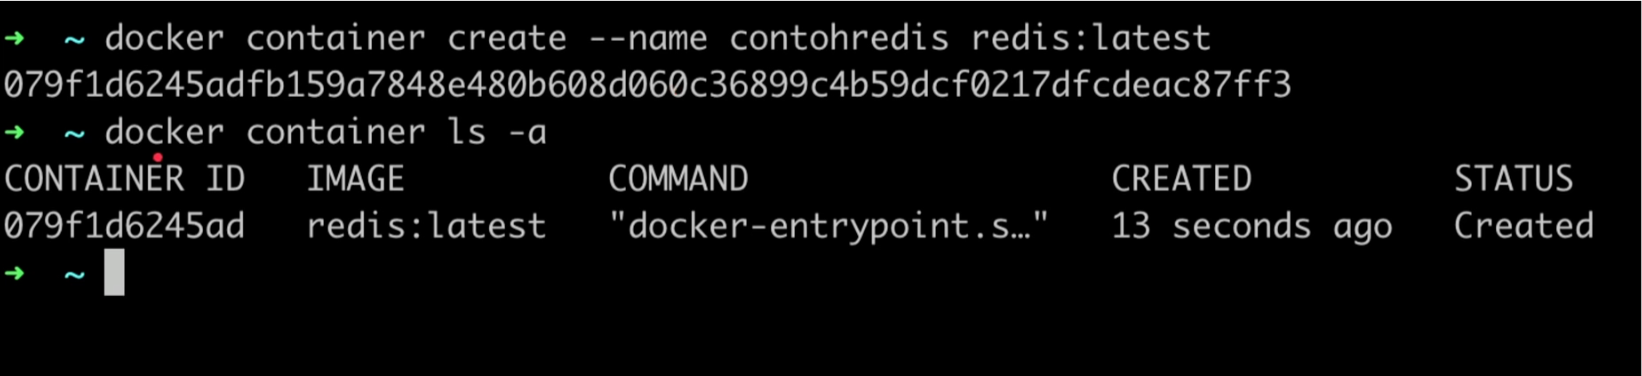 ➜ ~ docker container create --name contohredis redis:latest
079f1d6245adfb159a7848e480b608d060c36899c4b59dcf0217dfcdeac87ff3
➜ ~ docker container ls -a
CONTAINER ID IMAGE COMMAND CREATED STATUS
079f1d6245ad redis:latest "docker-entrypoint.s…" 13 seconds ago Created
➜ ~